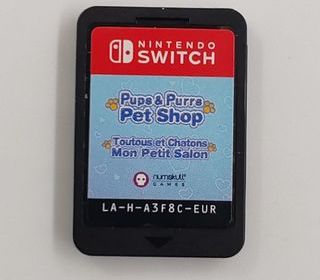 NINTENDO
SWITCH
Pups & Purrs
Pet Shop
Toutous et Chatons
Mon Petit Salon
numskull
GAMES
LA-H-A3F8C-EUR